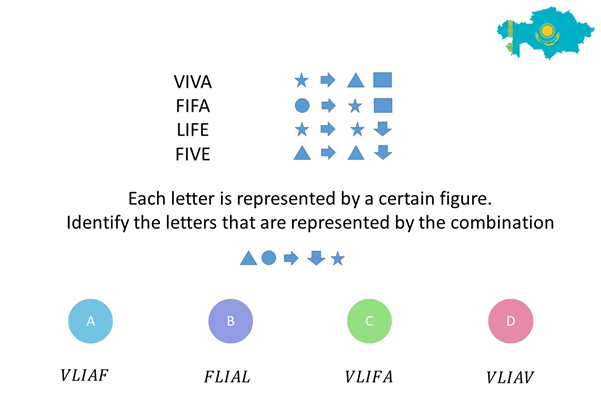 VIVA
FIFA
LIFE
FIVE
Each letter is represented by a certain figure.
Identify the letters that are represented by the combination
A B C D
VLIAF FLIAL VLIFA VLIAV